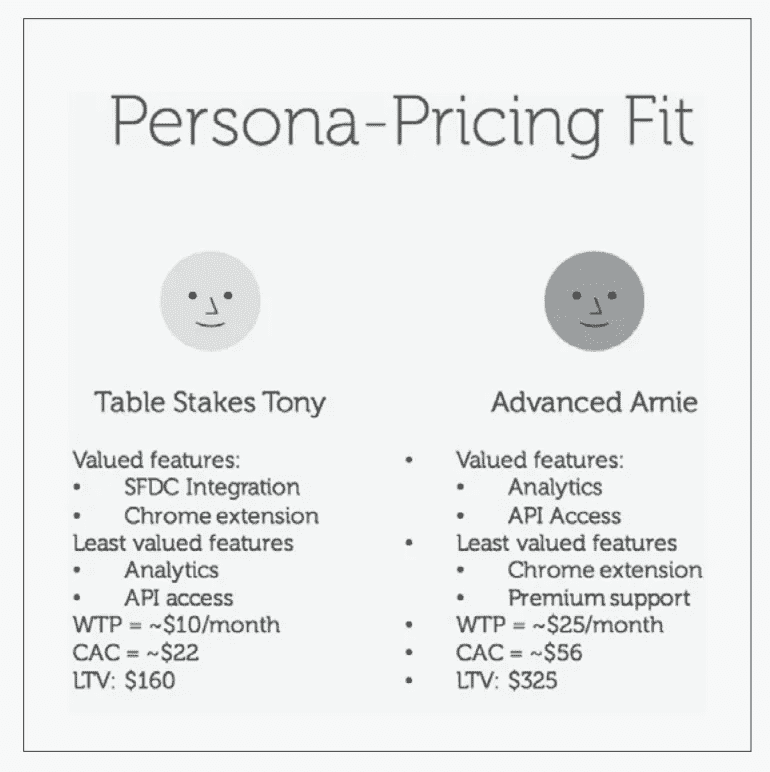 Persona-Pricing Fit
Table Stakes Tony
Valued features:
• SFDC Integration
• Chrome extension
Least valued features
• Analytics
• API access
WTP = ~$10/month
CAC = ~$22
LTV: $160
Advanced Arnie
• Valued features:
• Analytics
• API Access
• Least valued features
• Chrome extension
• Premium support
• WTP = ~$25/month
• CAC = ~$56
• LTV: $325